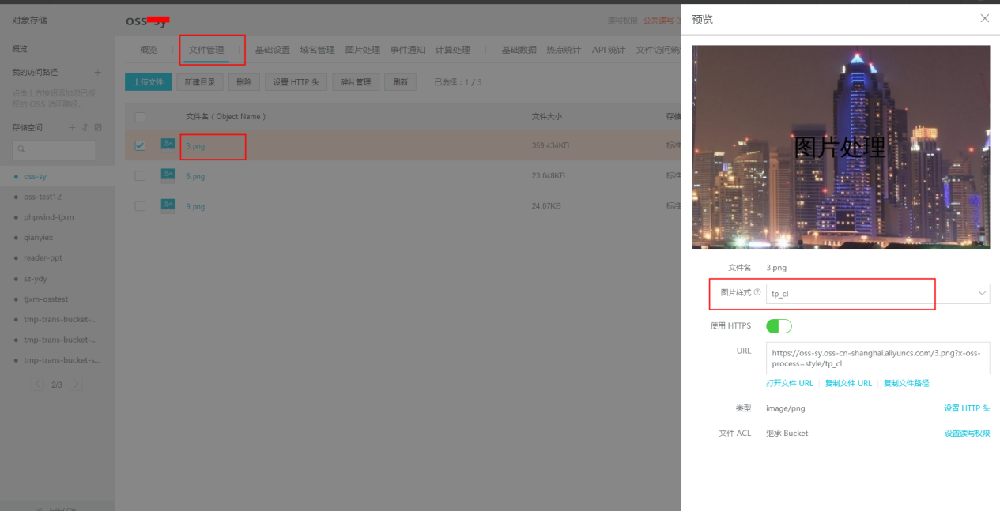 对象存储
概览
我的访问路径
点击上方按钮添加您已授
权的 OSS 访问路径。
存储空间
oss-sy
oss-test12
phpwind-tjxm
qianyiex
reader-ppt
sz-ydy
tjxm-osstest
tmp-trans-bucket-...
tmp-trans-bucket-...
tmp-trans-bucket-s...
2/3
oss-sy
读写权限 公共读写
概览 文件管理 基础设置 域名管理 图片处理 事件通知 计算处理 基础数据 热点统计 API 统计 文件访问统
上传文件 新建目录 删除 设置 HTTP 头 碎片管理 刷新 已选择：1 / 3
文件名（Object Name） 文件大小 存储
3.png 359.434KB 标准
6.png 23.048KB 标准
9.png 24.07KB 标准
预览
图片处理
文件名 3.png
图片样式 tp_cl
使用 HTTPS
URL https://oss-sy.oss-cn-shanghai.aliyuncs.com/3.png?x-oss-
process=style/tp_cl
打开文件 URL 复制文件 URL 复制文件路径
类型 image/png 设置 HTTP 头
文件 ACL 继承 Bucket 设置读写权限